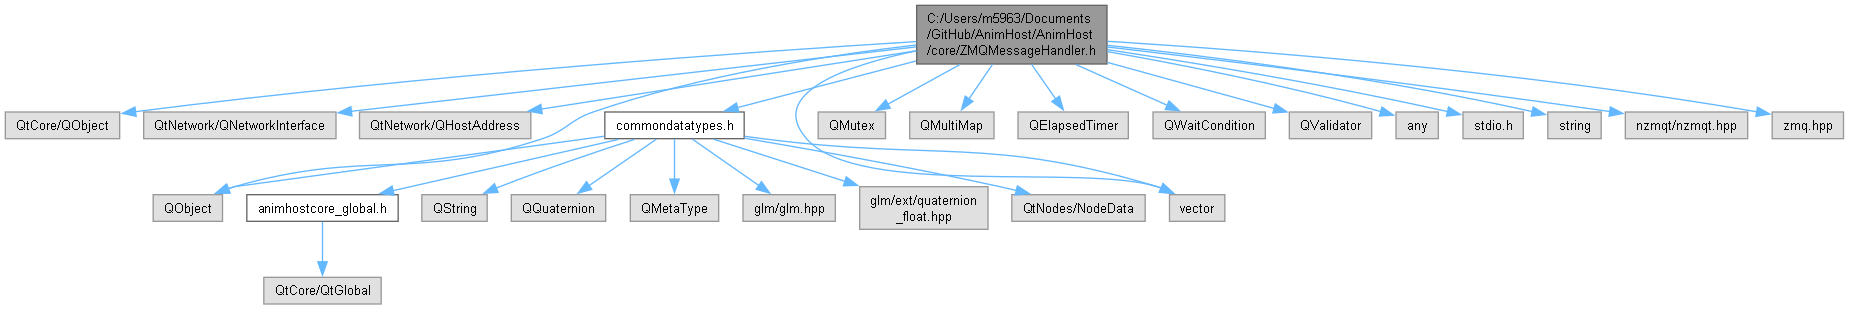 C:/Users/m5963/Documents
/GitHub/AnimHost/AnimHost
/core/ZMQMessageHandler.h
QtCore/QObject
QtNetwork/QNetworkInterface
QtNetwork/QHostAddress
commondatatypes.h
QMutex
QMultiMap
QElapsedTimer
QWaitCondition
QValidator
any
stdio.h
string
nzmqt/nzmqt.hpp
zmq.hpp
QObject
animhostcore_global.h
QString
QQuaternion
QMetaType
glm/glm.hpp
glm/ext/quaternion
_float.hpp
QtNodes/NodeData
vector
QtCore/QtGlobal